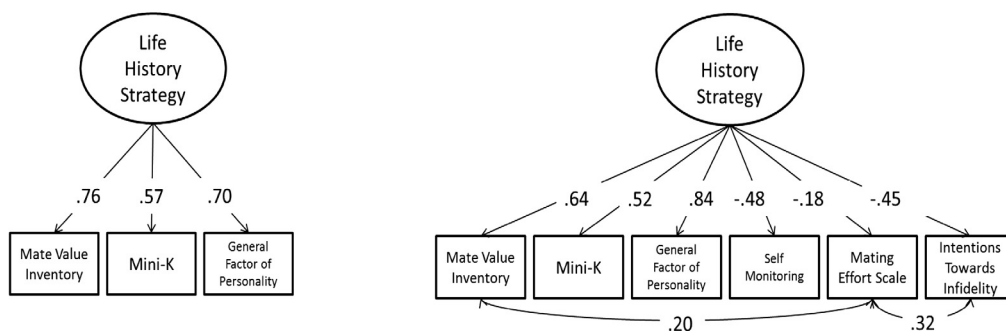 Life
History
Strategy
.76
.57
.70
Mate Value
Inventory
Mini-K
General
Factor of
Personality
Life
History
Strategy
.64
.52
.84
-.48
-.18
-.45
Mate Value
Inventory
Mini-K
General
Factor of
Personality
Self
Monitoring
Mating
Effort Scale
Intentions
Towards
Infidelity
.20
.32